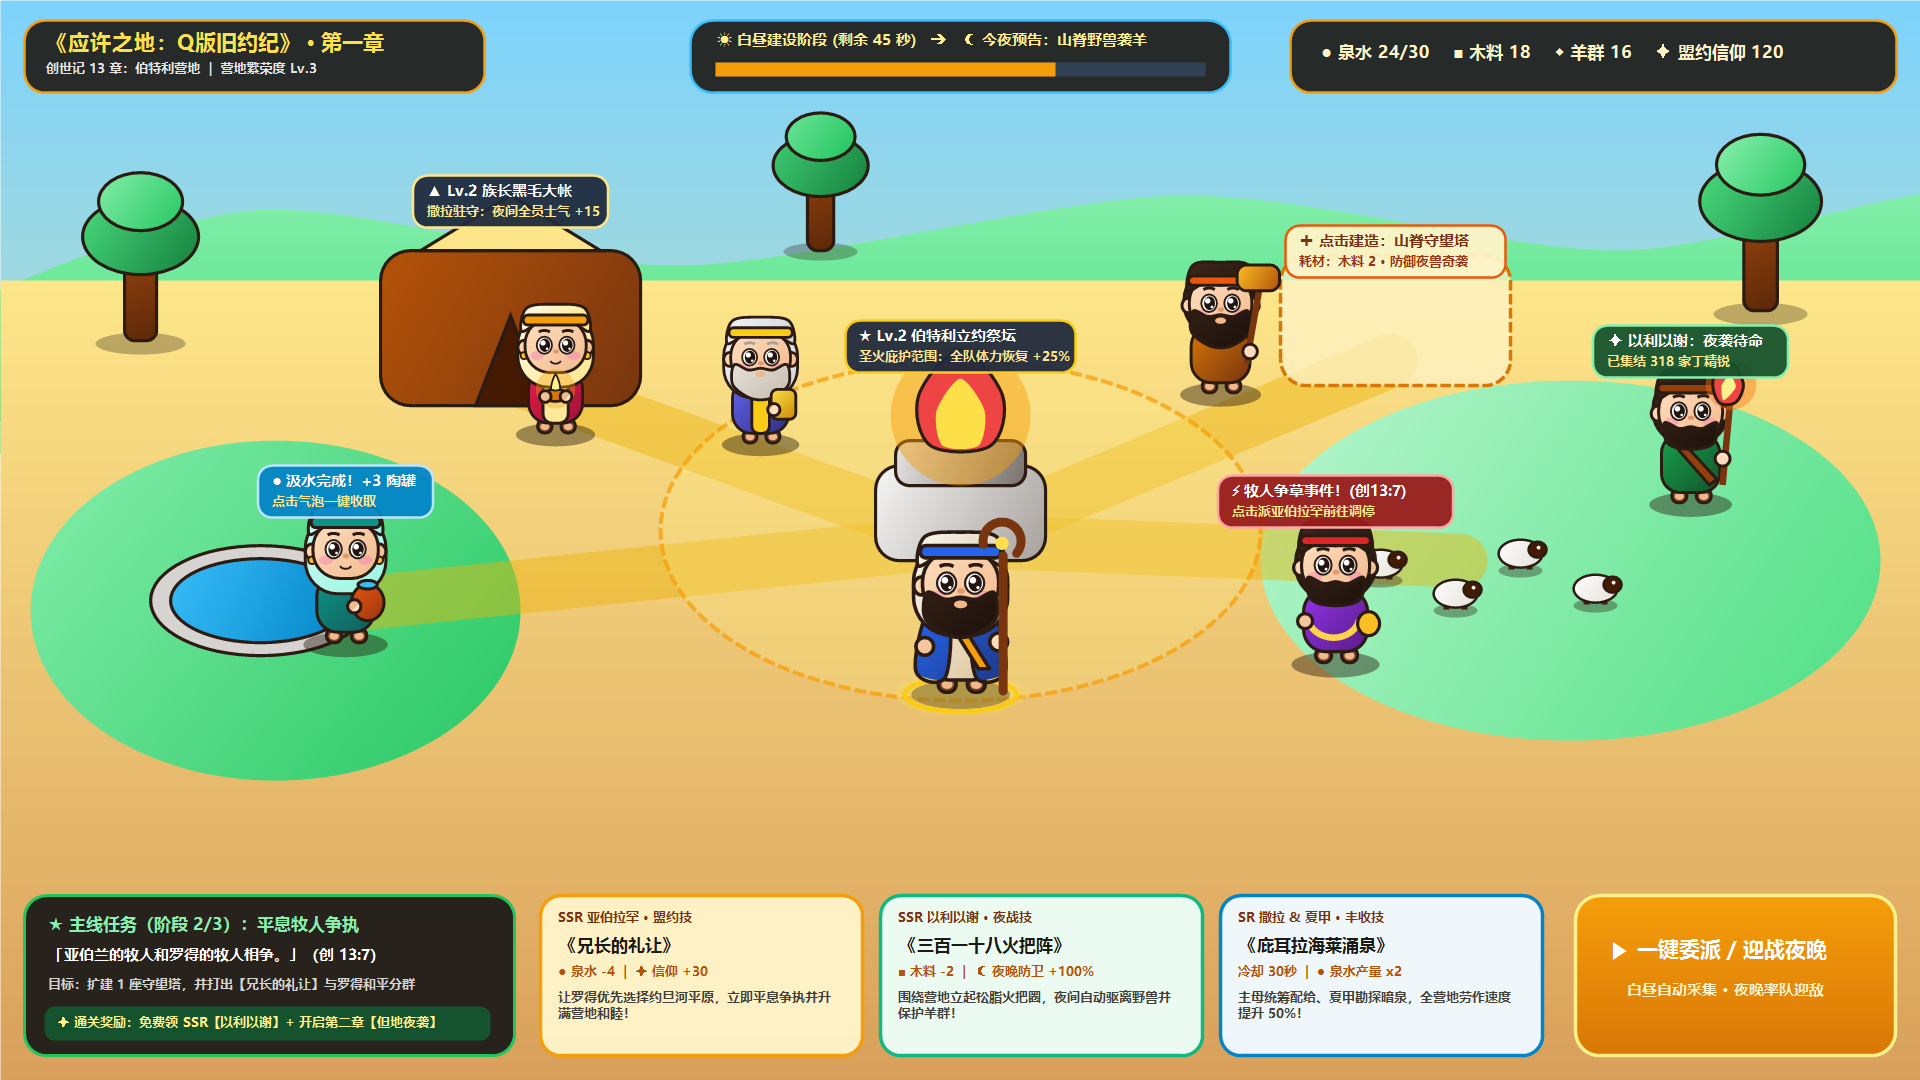 《应许之地：Q版旧约纪》 • 第一章
创世记 13 章：伯特利营地 | 营地繁荣度 Lv.3
☀ 白昼建设阶段 (剩余 45 秒) → ☾ 今夜预告：山脊野兽袭羊
● 泉水 24/30 ■ 木料 18 ◆ 羊群 16 ✦ 盟约信仰 120
▲ Lv.2 族长黑毛大帐
撒拉驻守：夜间全员士气 +15
✚ 点击建造：山脊守望塔
耗材：木料 2 • 防御夜兽奇袭
★ Lv.2 伯特利立约祭坛
圣火庇护范围：全队体力恢复 +25%
✦ 以利以谢：夜袭待命
已集结 318 家丁精锐
● 汲水完成！+3 陶罐
点击气泡一键收取
⚡ 牧人争草事件！(创13:7)
点击派亚伯拉罕前往调停
★ 主线任务（阶段 2/3）：平息牧人争执
「亚伯兰的牧人和罗得的牧人相争。」 (创 13:7)
目标：扩建 1 座守望塔，并打出【兄长的礼让】与罗得和平分群
✦ 通关奖励：免费领 SSR【以利以谢】+ 开启第二章【但地夜袭】
SSR 亚伯拉罕 • 盟约技
《兄长的礼让》
● 泉水 -4 | ✦ 信仰 +30
让罗得优先选择约旦河平原，立即平息争执并升
满营地和睦！
SSR 以利以谢 • 夜战技
《三百一十八火把阵》
■ 木料 -2 | ☾ 夜晚防卫 +100%
围绕营地立起松脂火把圈，夜间自动驱离野兽并
保护羊群！
SR 撒拉 & 夏甲 • 丰收技
《庇耳拉海莱涌泉》
冷却 30秒 | ● 泉水产量 x2
主母统筹配给、夏甲勘探暗泉，全营地劳作速度
提升 50%！
▶ 一键委派 / 迎战夜晚
白昼自动采集 • 夜晚率队迎敌